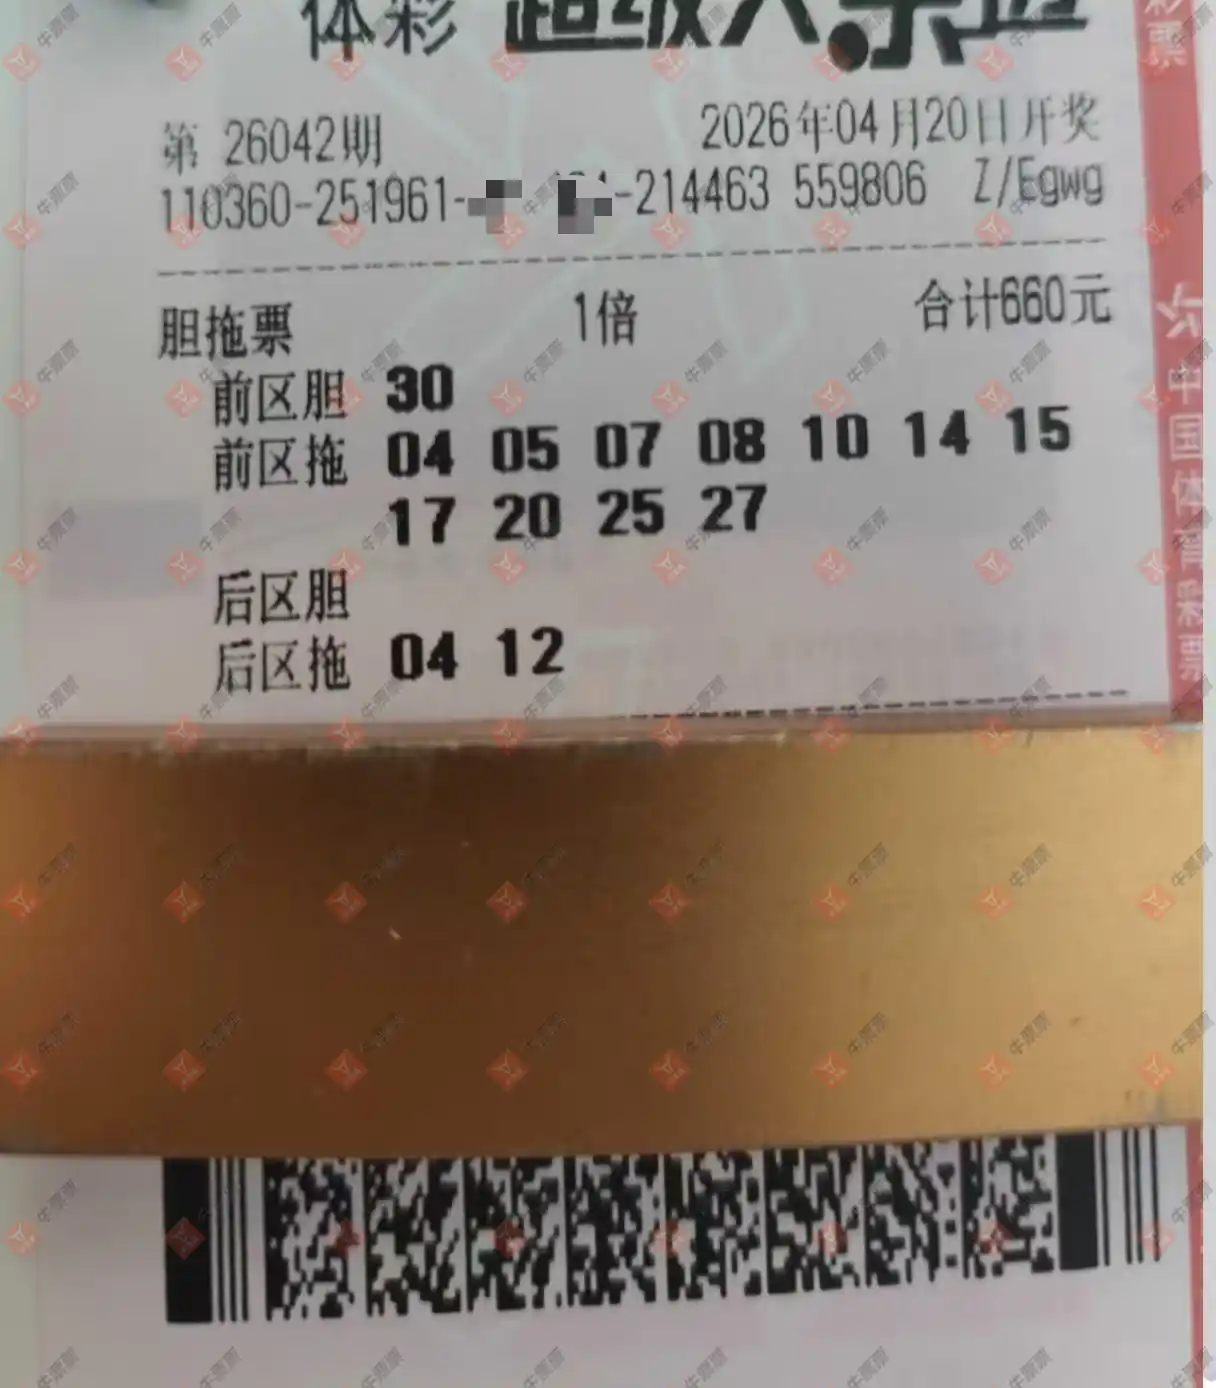 体彩 超级大乐透
第 26042期 2026年04月20日开奖
110360-251961- -214463 559806 Z/Egwg
胆拖票 1倍 合计660元
前区胆 30
前区拖 04 05 07 08 10 14 15
17 20 25 27
后区胆
后区拖 04 12
中国体育彩票
牛票票